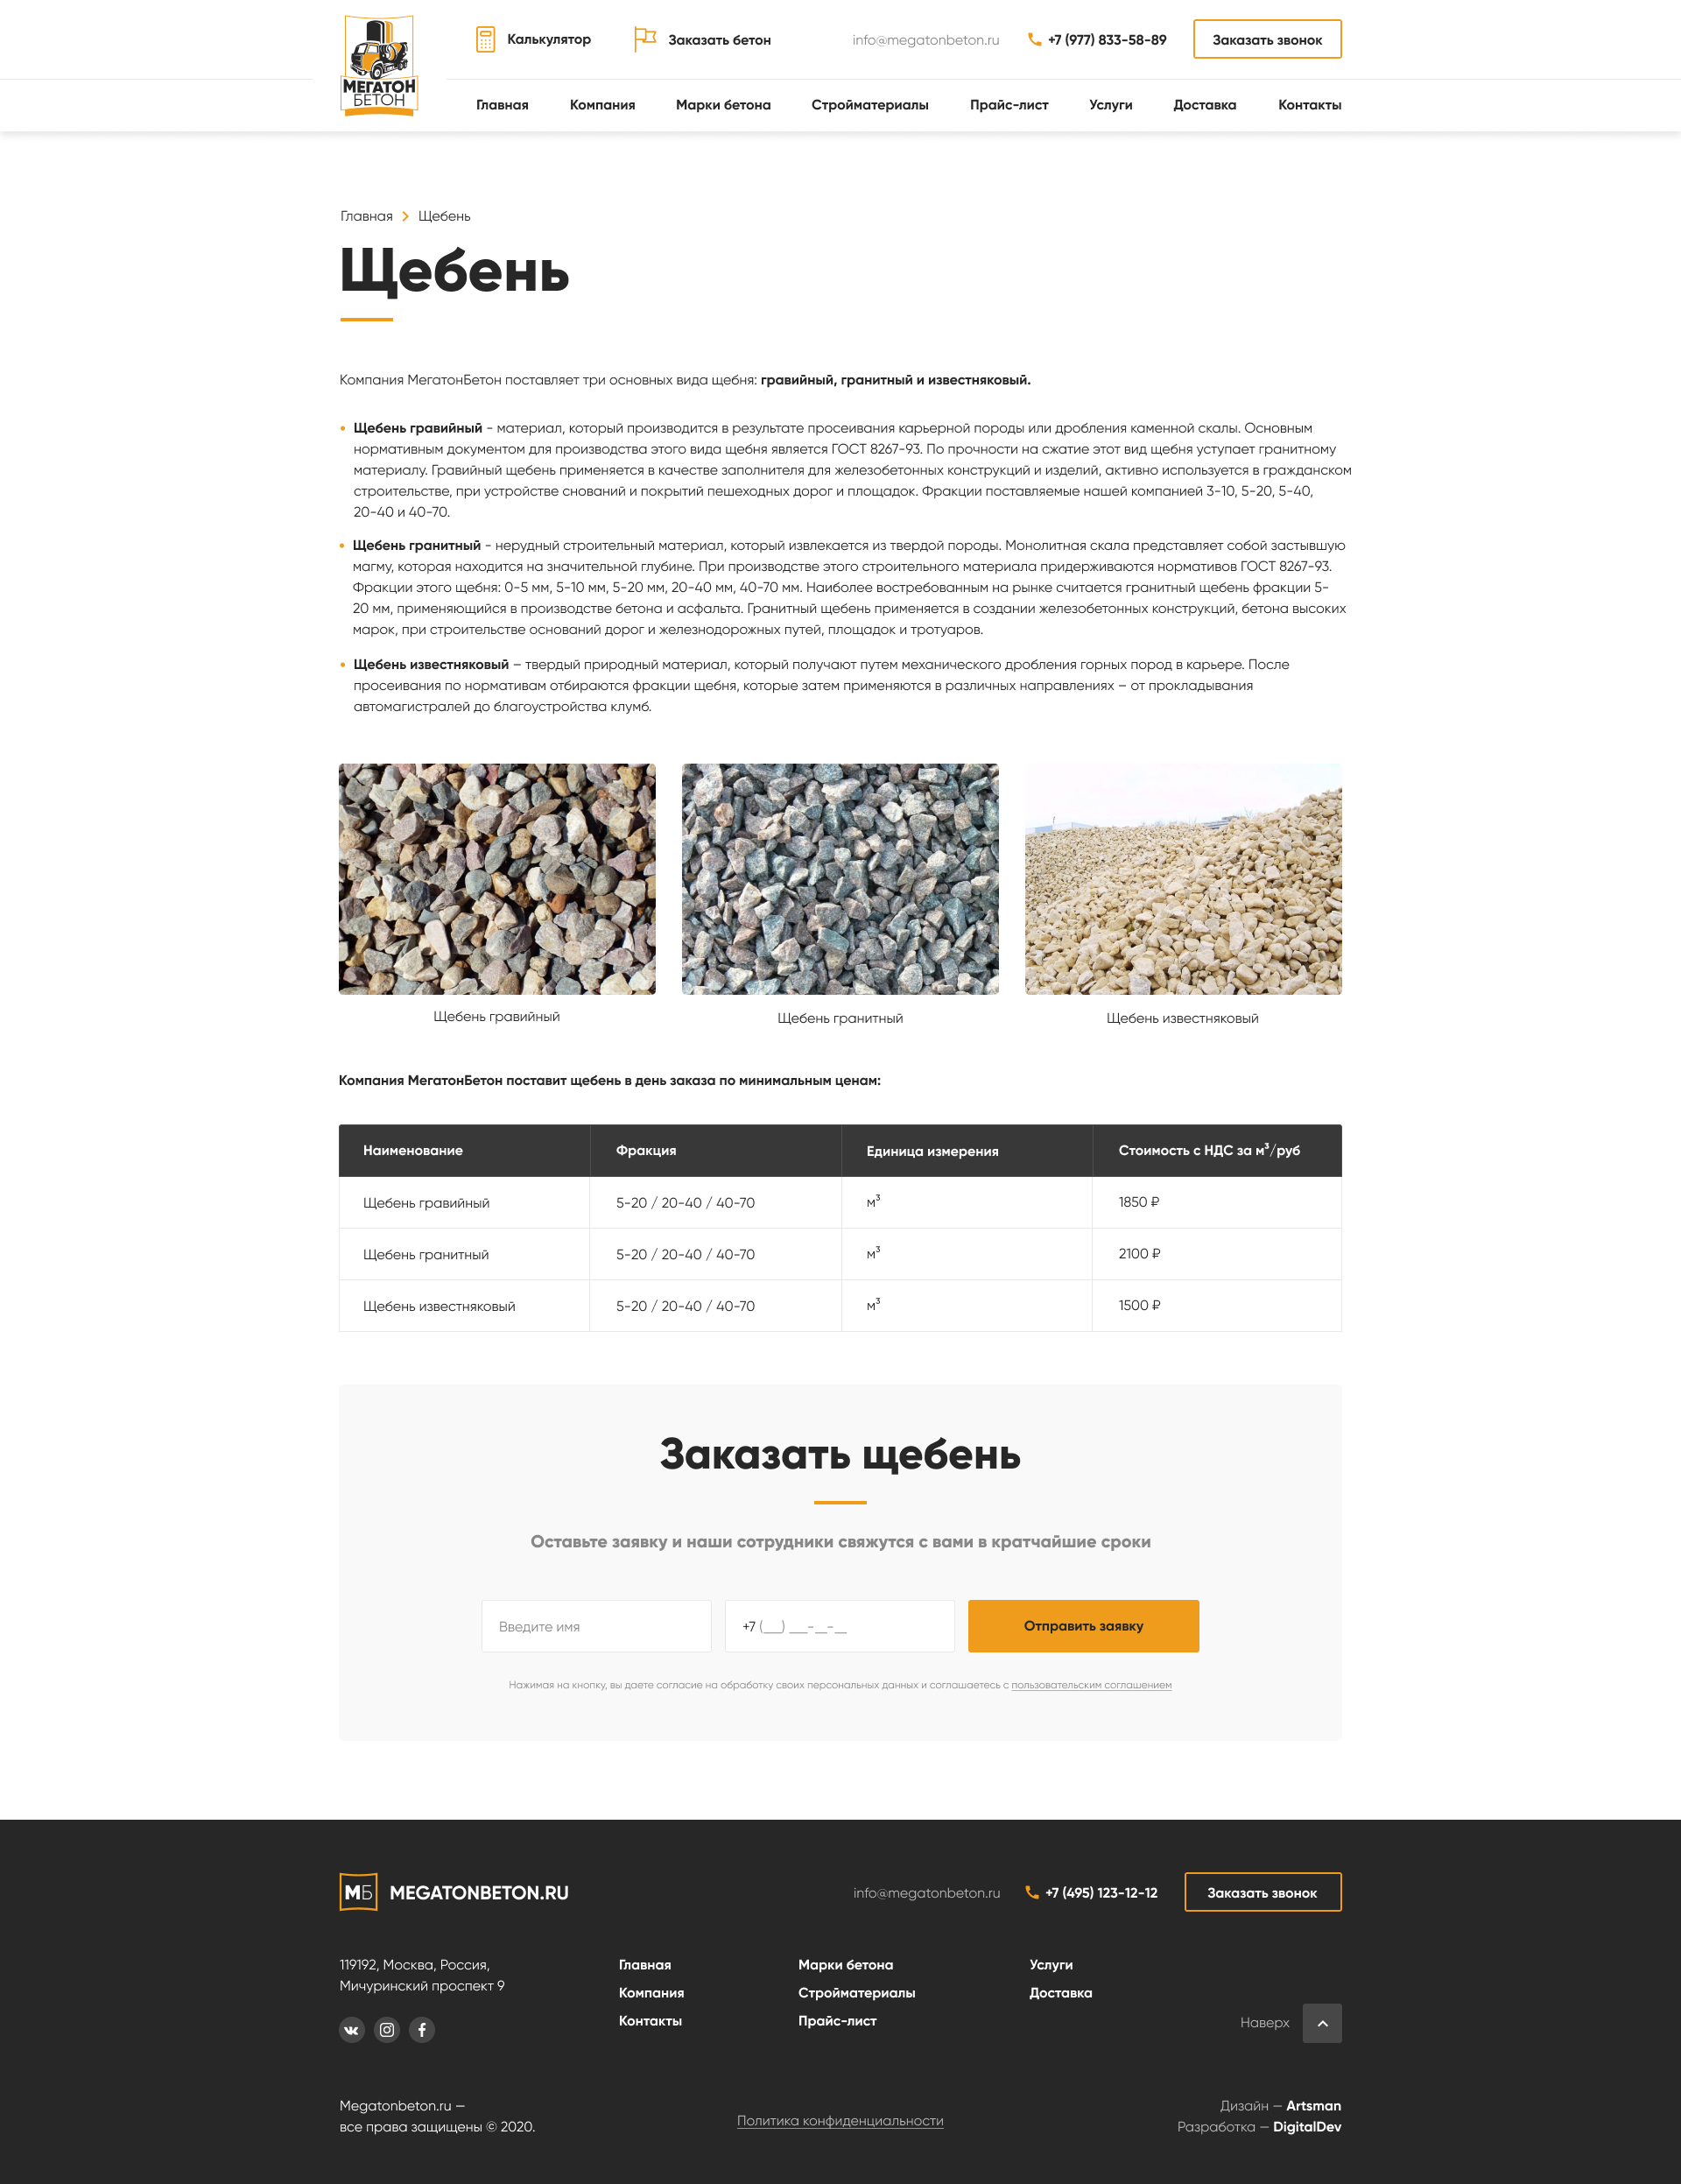 Калькулятор
Заказать бетон
info@megatonbeton.ru
+7 (977) 833-58-89
Заказать звонок
МЕГАТОН
БЕТОН
Главная
Компания
Марки бетона
Стройматериалы
Прайс-лист
Услуги
Доставка
Контакты
Главная
Щебень
Щебень
Компания МегатонБетон поставляет три основных вида щебня: гравийный, гранитный и известняковый.
Щебень гравийный - материал, который производится в результате просеивания карьерной породы или дробления каменной скалы. Основным
нормативным документом для производства этого вида щебня является ГОСТ 8267-93. По прочности на сжатие этот вид щебня уступает гранитному
материалу. Гравийный щебень применяется в качестве заполнителя для железобетонных конструкций и изделий, активно используется в гражданском
строительстве, при устройстве снований и покрытий пешеходных дорог и площадок. Фракции поставляемые нашей компанией 3-10, 5-20, 5-40,
20-40 и 40-70.
Щебень гранитный - нерудный строительный материал, который извлекается из твердой породы. Монолитная скала представляет собой застывшую
магму, которая находится на значительной глубине. При производстве этого строительного материала придерживаются нормативов ГОСТ 8267-93.
Фракции этого щебня: 0-5 мм, 5-10 мм, 5-20 мм, 20-40 мм, 40-70 мм. Наиболее востребованным на рынке считается гранитный щебень фракции 5-
20 мм, применяющийся в производстве бетона и асфальта. Гранитный щебень применяется в создании железобетонных конструкций, бетона высоких
марок, при строительстве оснований дорог и железнодорожных путей, площадок и тротуаров.
Щебень известняковый – твердый природный материал, который получают путем механического дробления горных пород в карьере. После
просеивания по нормативам отбираются фракции щебня, которые затем применяются в различных направлениях – от прокладывания
автомагистралей до благоустройства клумб.
Щебень гравийный
Щебень гранитный
Щебень известняковый
Компания МегатонБетон поставит щебень в день заказа по минимальным ценам:
Наименование
Фракция
Единица измерения
Стоимость с НДС за м³/руб
Щебень гравийный
5-20 / 20-40 / 40-70
м³
1850 ₽
Щебень гранитный
5-20 / 20-40 / 40-70
м³
2100 ₽
Щебень известняковый
5-20 / 20-40 / 40-70
м³
1500 ₽
Заказать щебень
Оставьте заявку и наши сотрудники свяжутся с вами в кратчайшие сроки
Введите имя
+7 (__) ___-__-__
Отправить заявку
Нажимая на кнопку, вы даете согласие на обработку своих персональных данных и соглашаетесь с пользовательским соглашением
МБ
MEGATONBETON.RU
info@megatonbeton.ru
+7 (495) 123-12-12
Заказать звонок
119192, Москва, Россия,
Мичуринский проспект 9
Главная
Компания
Контакты
Марки бетона
Стройматериалы
Прайс-лист
Услуги
Доставка
Наверх
Megatonbeton.ru —
все права защищены © 2020.
Политика конфиденциальности
Дизайн — Artsman
Разработка — DigitalDev